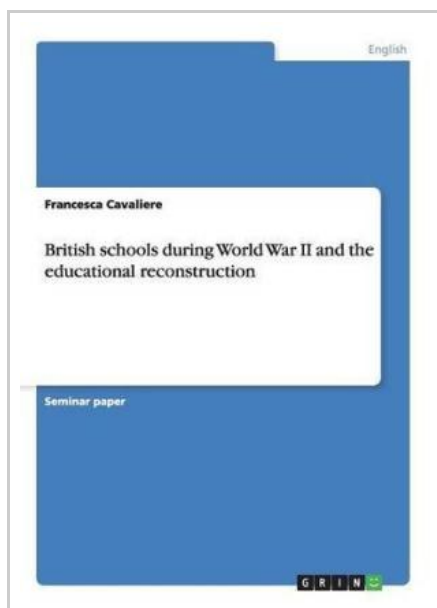 English
Francesca Cavaliere
British schools during World War II and the
educational reconstruction
Seminar paper
GRIN